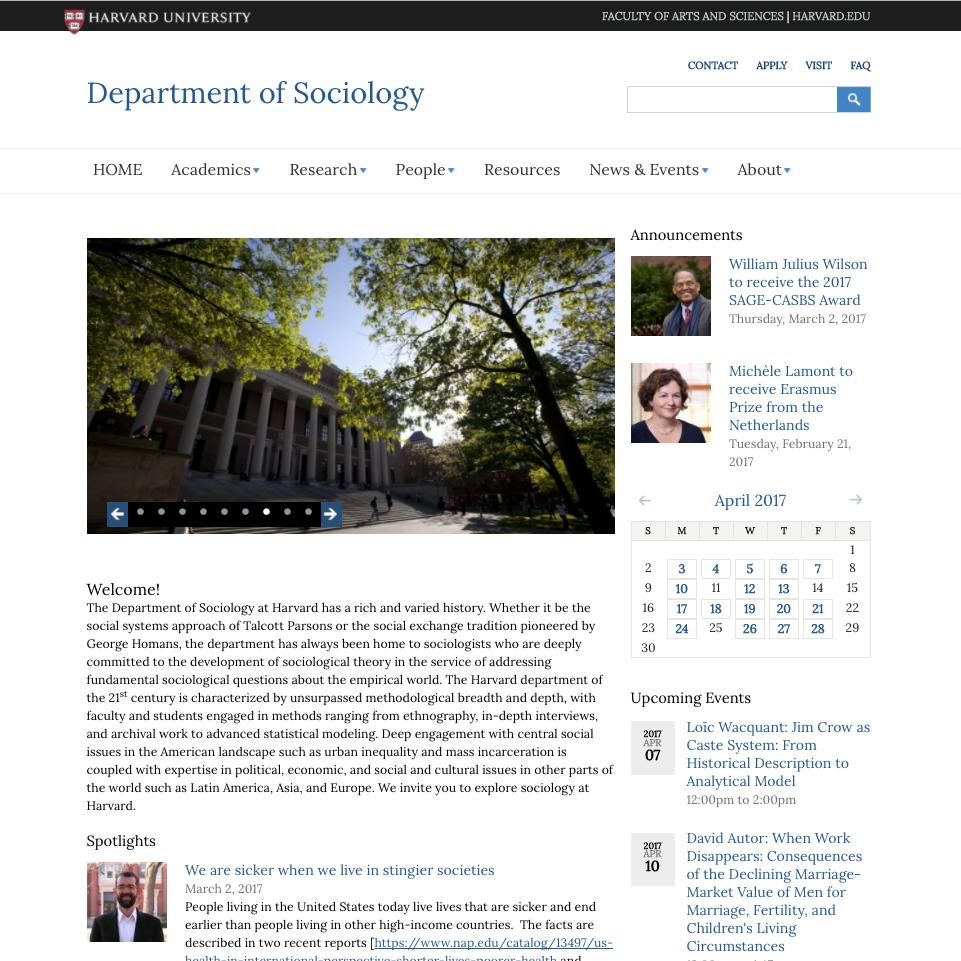 HARVARD UNIVERSITY
FACULTY OF ARTS AND SCIENCES | HARVARD.EDU
CONTACT APPLY VISIT FAQ
Department of Sociology
HOME Academics Research People Resources News & Events About
Announcements
William Julius Wilson
to receive the 2017
SAGE-CASBS Award
Thursday, March 2, 2017
Michèle Lamont to
receive Erasmus
Prize from the
Netherlands
Tuesday, February 21,
2017
April 2017
S M T W T F S
1
2 3 4 5 6 7 8
9 10 11 12 13 14 15
16 17 18 19 20 21 22
23 24 25 26 27 28 29
30
Welcome!
The Department of Sociology at Harvard has a rich and varied history. Whether it be the
social systems approach of Talcott Parsons or the social exchange tradition pioneered by
George Homans, the department has always been home to sociologists who are deeply
committed to the development of sociological theory in the service of addressing
fundamental sociological questions about the empirical world. The Harvard department of
the 21st century is characterized by unsurpassed methodological breadth and depth, with
faculty and students engaged in methods ranging from ethnography, in-depth interviews,
and archival work to advanced statistical modeling. Deep engagement with central social
issues in the American landscape such as urban inequality and mass incarceration is
coupled with expertise in political, economic, and social and cultural issues in other parts of
the world such as Latin America, Asia, and Europe. We invite you to explore sociology at
Harvard.
Spotlights
We are sicker when we live in stingier societies
March 2, 2017
People living in the United States today live lives that are sicker and end
earlier than people living in other high-income countries.  The facts are
described in two recent reports [https://www.nap.edu/catalog/13497/us-
health-in-international-perspective-shorter-lives-poorer-health and
Upcoming Events
2017
APR
07
Loïc Wacquant: Jim Crow as
Caste System: From
Historical Description to
Analytical Model
12:00pm to 2:00pm
2017
APR
10
David Autor: When Work
Disappears: Consequences
of the Declining Marriage-
Market Value of Men for
Marriage, Fertility, and
Children's Living
Circumstances